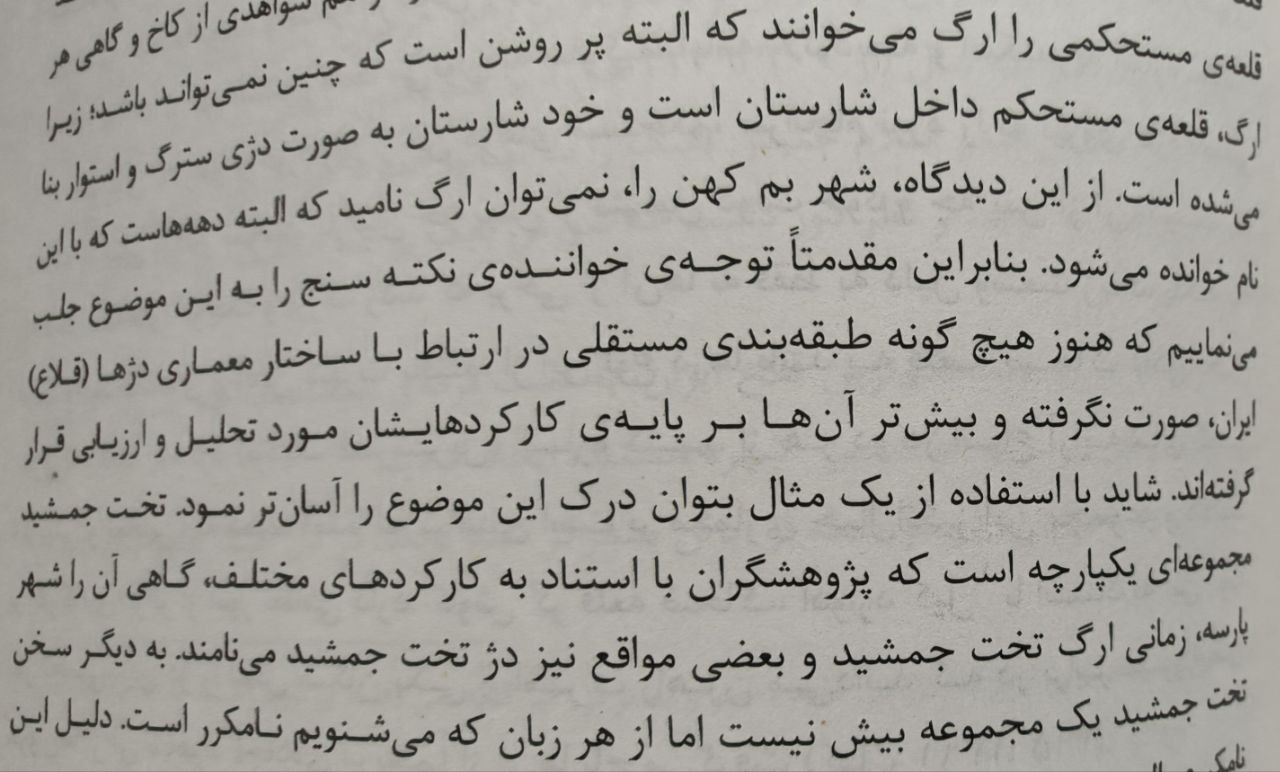 شواهدی از کاخ و گاهی هر
قلعه‌ی مستحکمی را ارگ می‌خوانند که البته پر روشن است که چنین نمی‌تواند باشد؛ زیرا
ارگ، قلعه‌ی مستحکم داخل شارستان است و خود شارستان به صورت دژی سترگ و استوار بنا
می‌شده است. از این دیدگاه، شهر بم کهن را، نمی‌توان ارگ نامید که البته دهه‌هاست که با این
نام خوانده می‌شود. بنابراین مقدمتاً توجه‌ی خواننده‌ی نکته سنج را به این موضوع جلب
می‌نماییم که هنوز هیچ گونه طبقه‌بندی مستقلی در ارتباط با ساختار معماری دژها (قلاع)
ایران، صورت نگرفته و بیش‌تر آن‌ها بر پایه‌ی کارکردهایشان مورد تحلیل و ارزیابی قرار
گرفته‌اند. شاید با استفاده از یک مثال بتوان درک این موضوع را آسان‌تر نمود. تخت جمشید
مجموعه‌ای یکپارچه است که پژوهشگران با استناد به کارکردهای مختلف، گاهی آن را شهر
پارسه، زمانی ارگ تخت جمشید و بعضی مواقع نیز دژ تخت جمشید می‌نامند. به دیگر سخن
تخت جمشید یک مجموعه بیش نیست اما از هر زبان که می‌شنویم نامکرر است. دلیل این